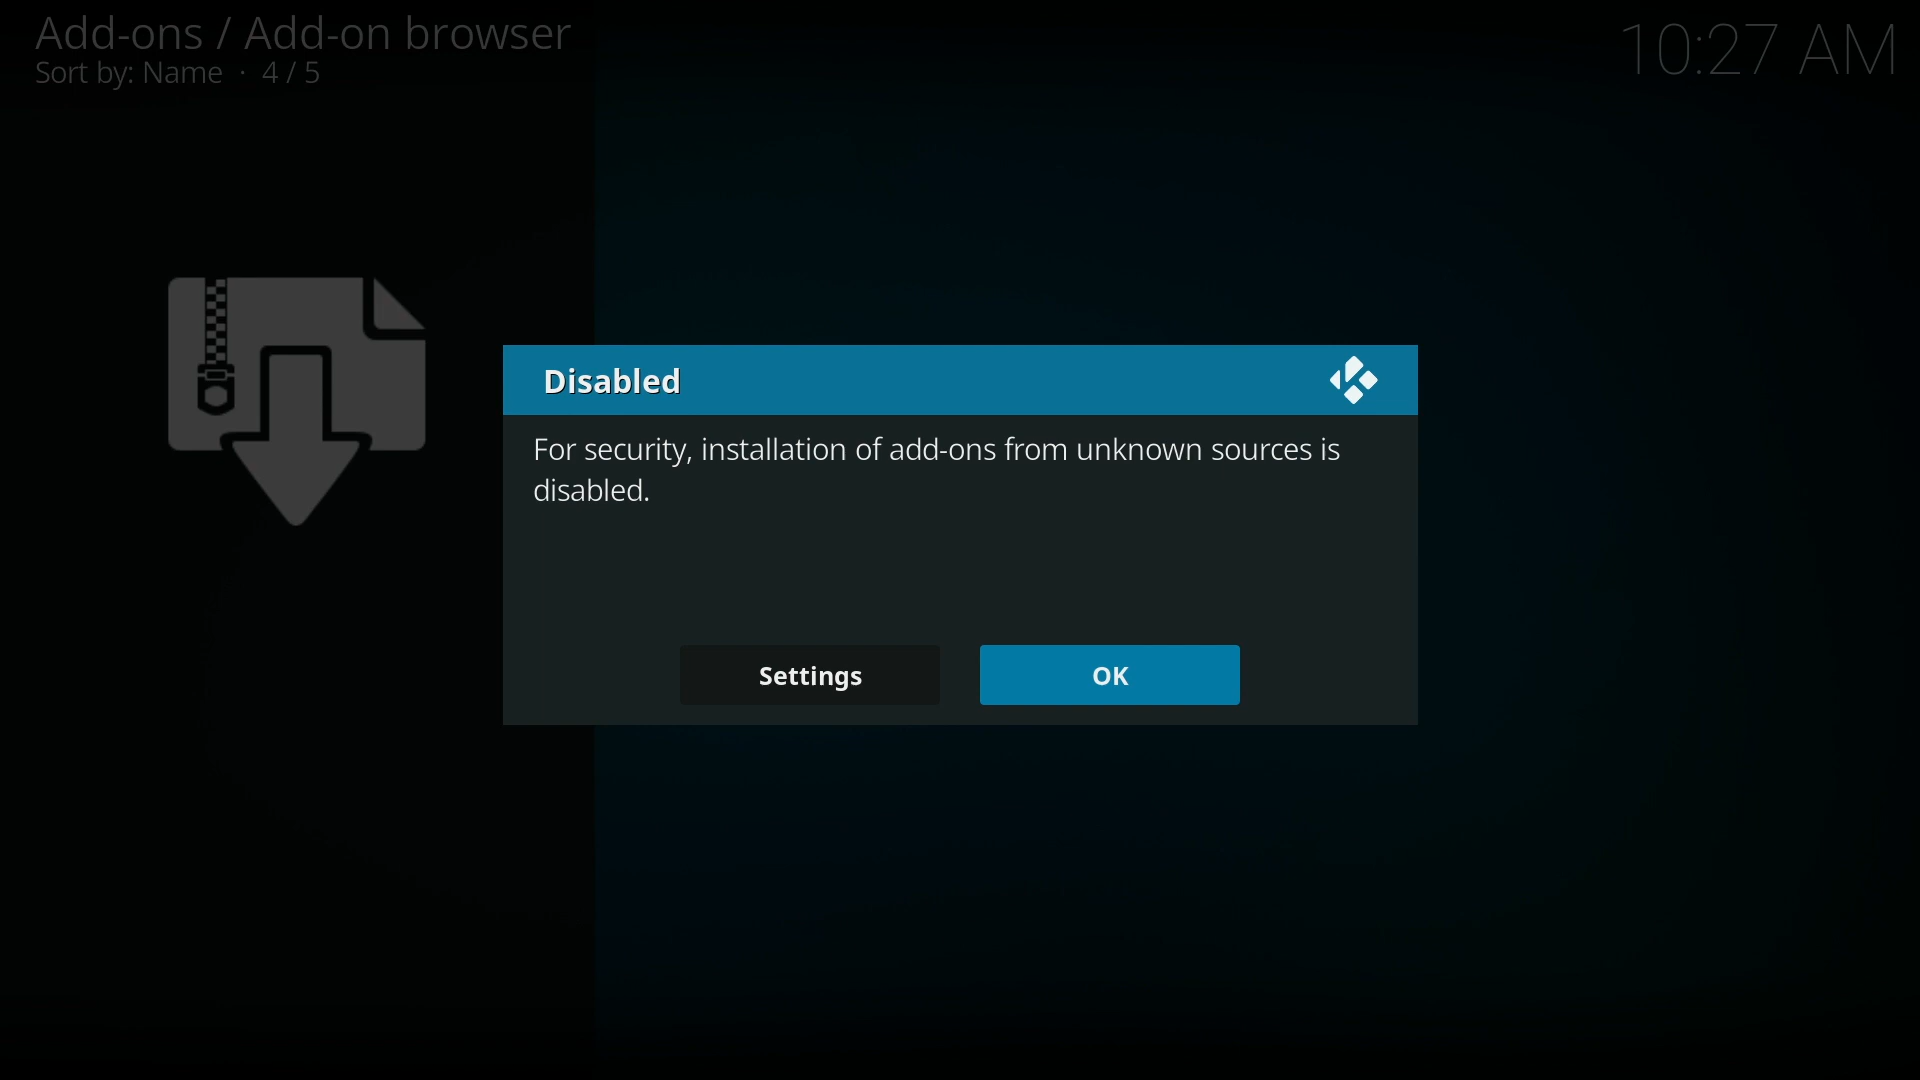 Add-ons / Add-on browser
Sort by: Name · 4 / 5
10:27 AM
Disabled
For security, installation of add-ons from unknown sources is
disabled.
Settings
OK